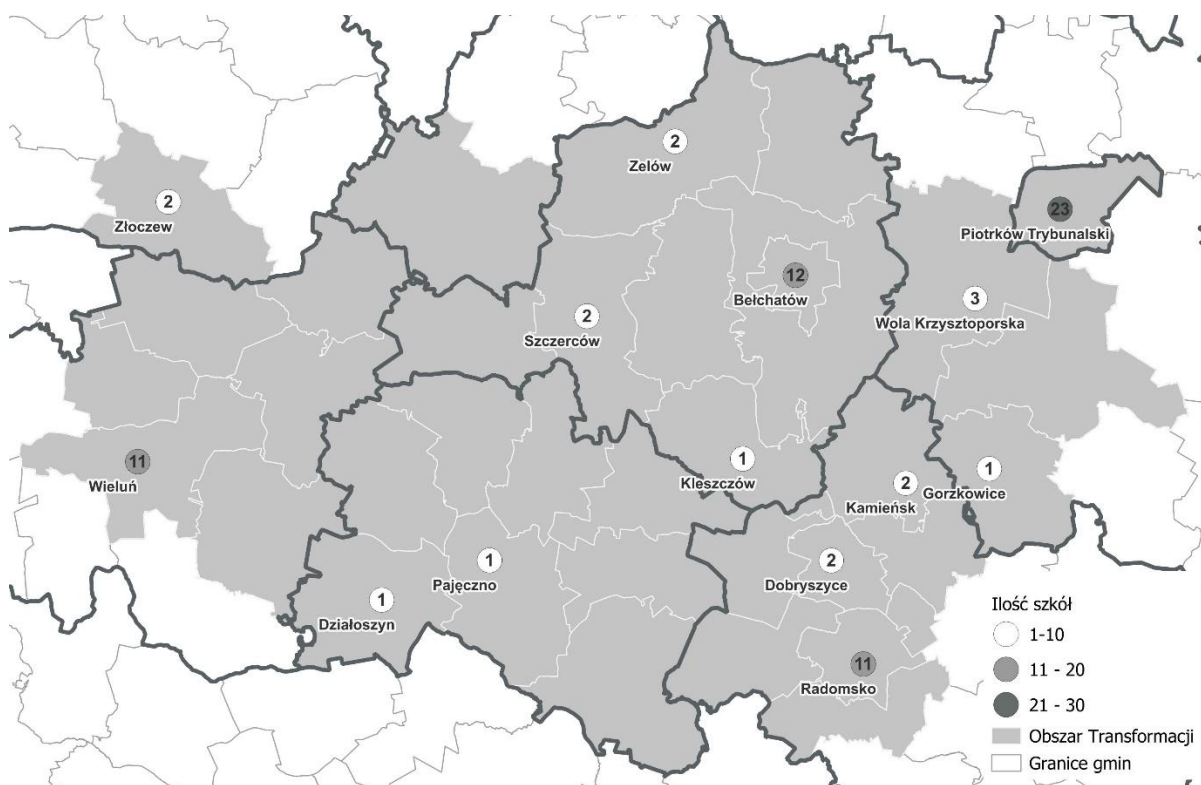 2
Zelów
2
Złoczew
23
Piotrków Trybunalski
12
Bełchatów
3
Wola Krzysztoporska
2
Szczerców
11
Wieluń
1
Kleszczów
2
Kamieńsk
1
Gorzkowice
1
Pajęczno
2
Dobryszyce
1
Działoszyn
11
Radomsko
Ilość szkół
1-10
11 - 20
21 - 30
Obszar Transformacji
Granice gmin